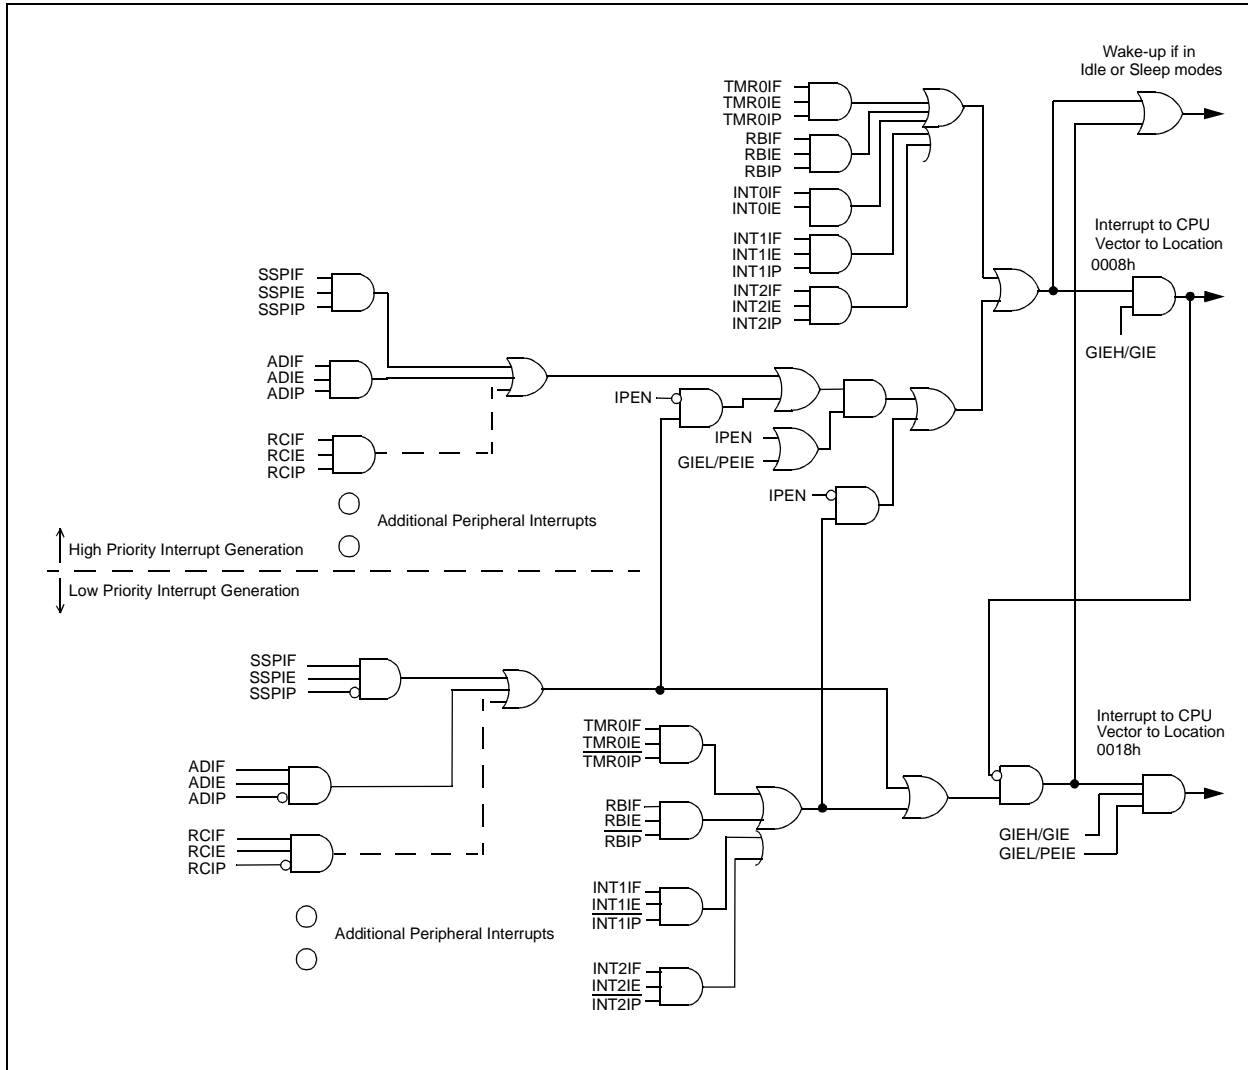 Wake-up if in
Idle or Sleep modes
TMR0IF
TMR0IE
TMR0IP
RBIF
RBIE
RBIP
INT0IF
INT0IE
INT1IF
INT1IE
INT1IP
INT2IF
INT2IE
INT2IP
Interrupt to CPU
Vector to Location
0008h
GIEH/GIE
SSPIF
SSPIE
SSPIP
ADIF
ADIE
ADIP
RCIF
RCIE
RCIP
IPEN
IPEN
GIEL/PEIE
IPEN
Additional Peripheral Interrupts
High Priority Interrupt Generation
Low Priority Interrupt Generation
SSPIF
SSPIE
SSPIP
ADIF
ADIE
ADIP
RCIF
RCIE
RCIP
Additional Peripheral Interrupts
TMR0IF
TMR0IE
TMR0IP
RBIF
RBIE
RBIP
INT1IF
INT1IE
INT1IP
INT2IF
INT2IE
INT2IP
Interrupt to CPU
Vector to Location
0018h
GIEH/GIE
GIEL/PEIE